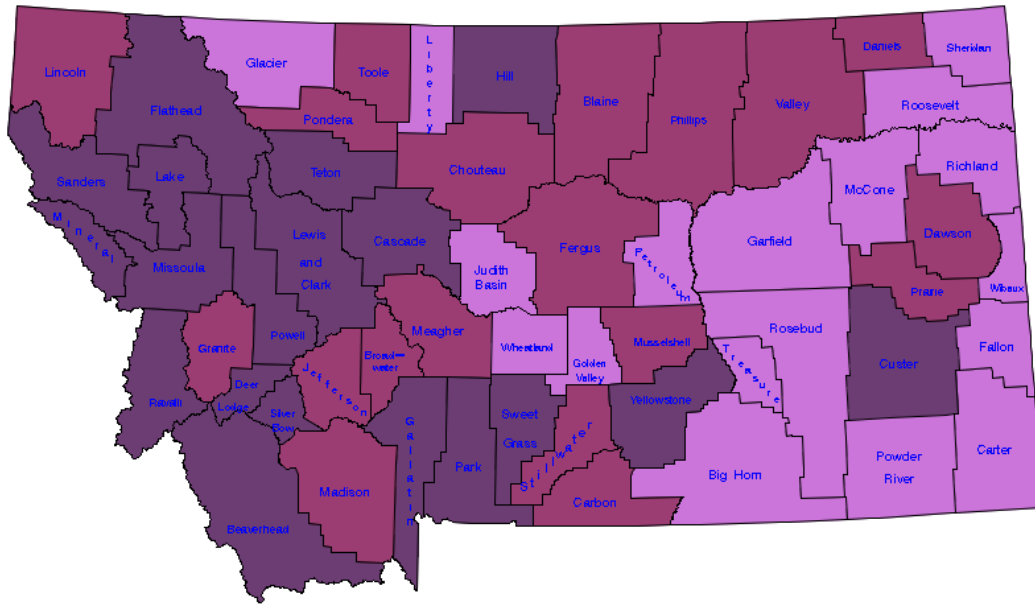 Lincoln
Flathead
Glacier
Toole
Liberty
Hill
Blaine
Phillips
Valley
Daniels
Sheridan
Roosevelt
Richland
Pondera
Chouteau
Teton
Sanders
Lake
Mineral
Missoula
Lewis
and
Clark
Cascade
Judith
Basin
Fergus
Petroleum
Garfield
McCone
Dawson
Wibaux
Prarie
Powell
Granite
Ravalli
Deer
Lodge
Silver
Bow
Jefferson
Broad-
water
Meagher
Wheatland
Golden
Valley
Musselshell
Rosebud
Treasure
Custer
Fallon
Beaverhead
Madison
Gallatin
Park
Sweet
Grass
Stillwater
Yellowstone
Carbon
Big Horn
Powder
River
Carter